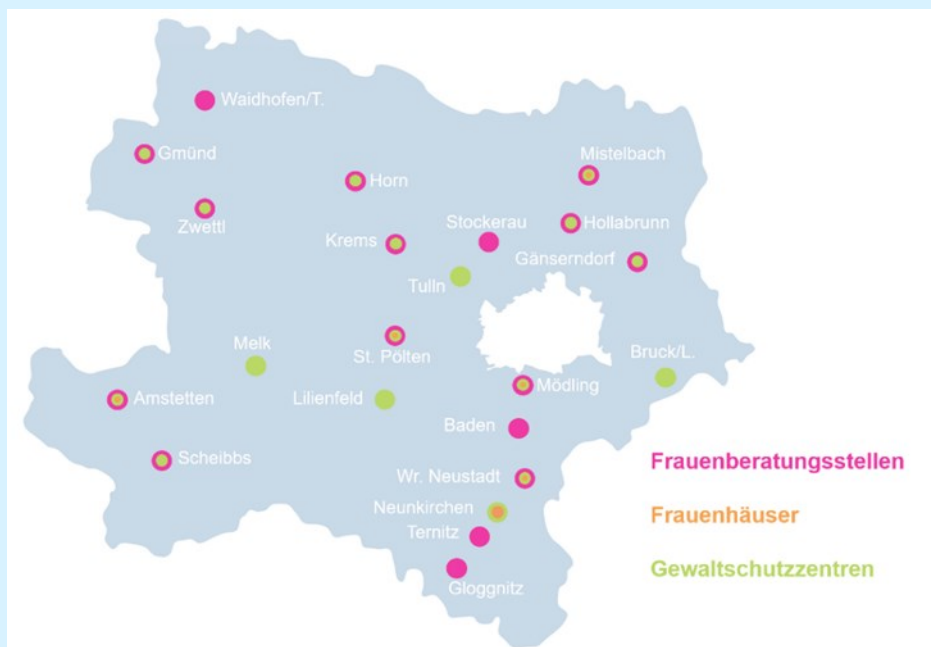 Waidhofen/T.
Gmünd
Mistelbach
Horn
Zwettl
Stockerau
Hollabrunn
Krems
Gänserndorf
Tulln
Melk
St. Pölten
Bruck/L.
Mödling
Amstetten
Lilienfeld
Baden
Scheibbs
Frauenberatungsstellen
Wr. Neustadt
Neunkirchen
Frauenhäuser
Ternitz
Gewaltschutzzentren
Gloggnitz